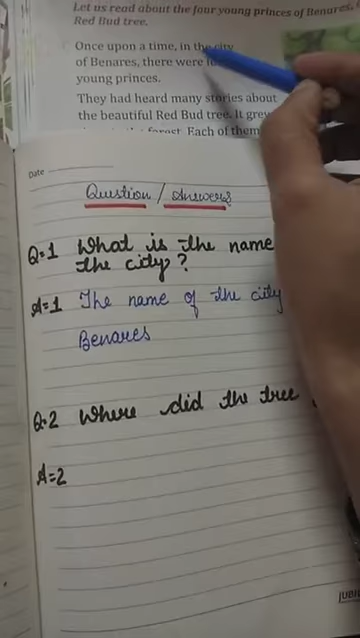 Let us read about the four young princes of Benares,
Red Bud tree.
Once upon a time, in the city
of Benares, there were
young princes.
They had heard many stories about
the beautiful Red Bud tree. It grew
forest. Each of them
Date
Question / Answers
Q=1 What is the name
the city?
A=1 The name of the city
Benares
Q.2 Where did the tree
A=2